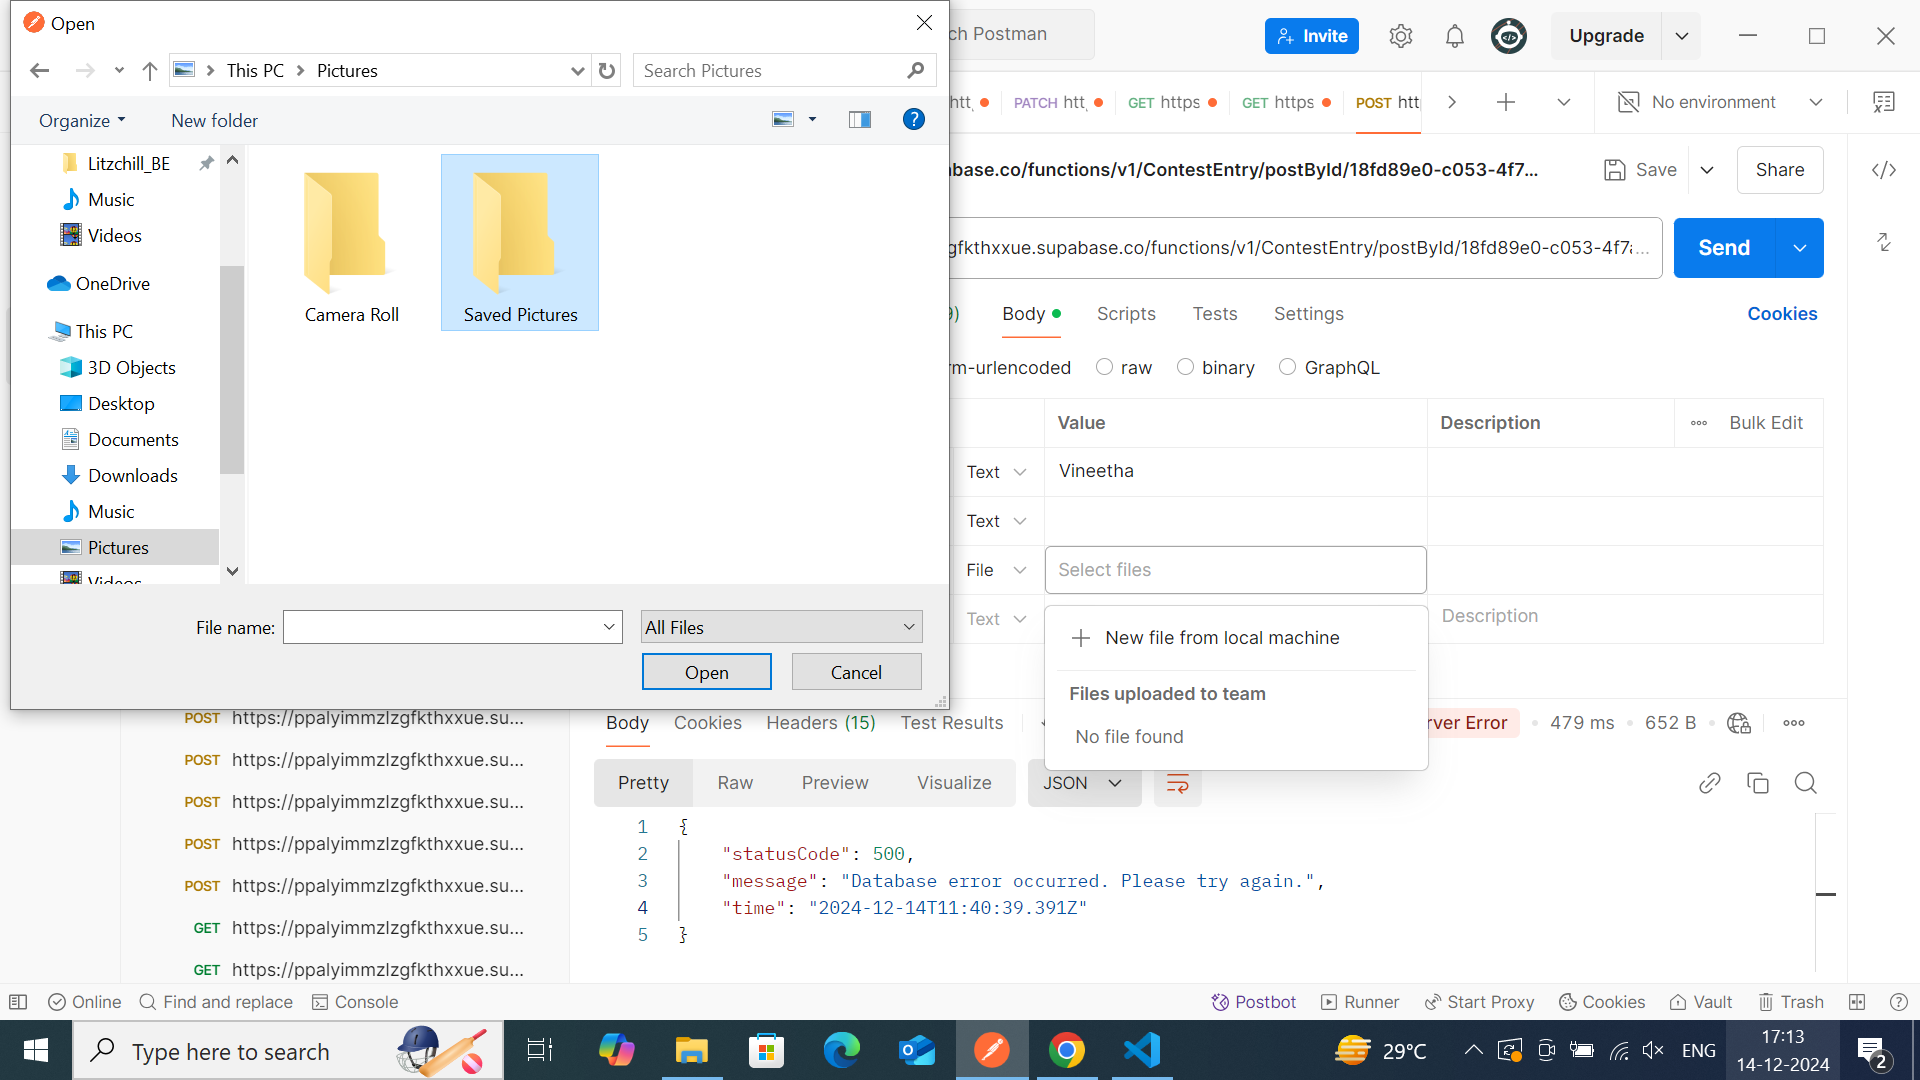 Open
This PC > Pictures
Search Pictures
Organize
New folder
Litzchill_BE
Music
Videos
OneDrive
This PC
3D Objects
Desktop
Documents
Downloads
Music
Pictures
Videos
Camera Roll
Saved Pictures
File name:
All Files
Open
Cancel
ch Postman
Invite
Upgrade
PATCH htt
GET https
GET https
POST htt
No environment
base.co/functions/v1/ContestEntry/postById/18fd89e0-c053-4f7...
Save
Share
gfkthxxue.supabase.co/functions/v1/ContestEntry/postById/18fd89e0-c053-4f7a...
Send
Body
Scripts
Tests
Settings
Cookies
rm-urlencoded
raw
binary
GraphQL
Value
Description
Bulk Edit
Text
Vineetha
Text
File
Select files
Text
Description
New file from local machine
Files uploaded to team
No file found
POST https://ppalyimmzlzgfkthxxue.su...
POST https://ppalyimmzlzgfkthxxue.su...
POST https://ppalyimmzlzgfkthxxue.su...
POST https://ppalyimmzlzgfkthxxue.su...
POST https://ppalyimmzlzgfkthxxue.su...
GET https://ppalyimmzlzgfkthxxue.su...
GET https://ppalyimmzlzgfkthxxue.su...
Body
Cookies
Headers (15)
Test Results
rver Error
479 ms
652 B
Pretty
Raw
Preview
Visualize
JSON
1 {
2 "statusCode": 500,
3 "message": "Database error occurred. Please try again.",
4 "time": "2024-12-14T11:40:39.391Z"
5 }
Online
Find and replace
Console
Postbot
Runner
Start Proxy
Cookies
Vault
Trash
Type here to search
29°C
ENG
17:13
14-12-2024
2